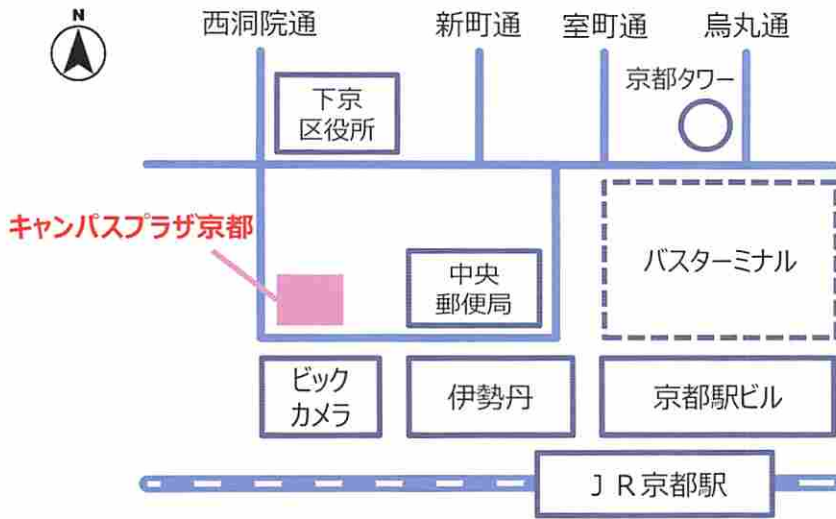 N
西洞院通
新町通
室町通
烏丸通
京都タワー
下京
区役所
キャンパスプラザ京都
中央
郵便局
バスターミナル
ビック
カメラ
伊勢丹
京都駅ビル
ＪＲ京都駅